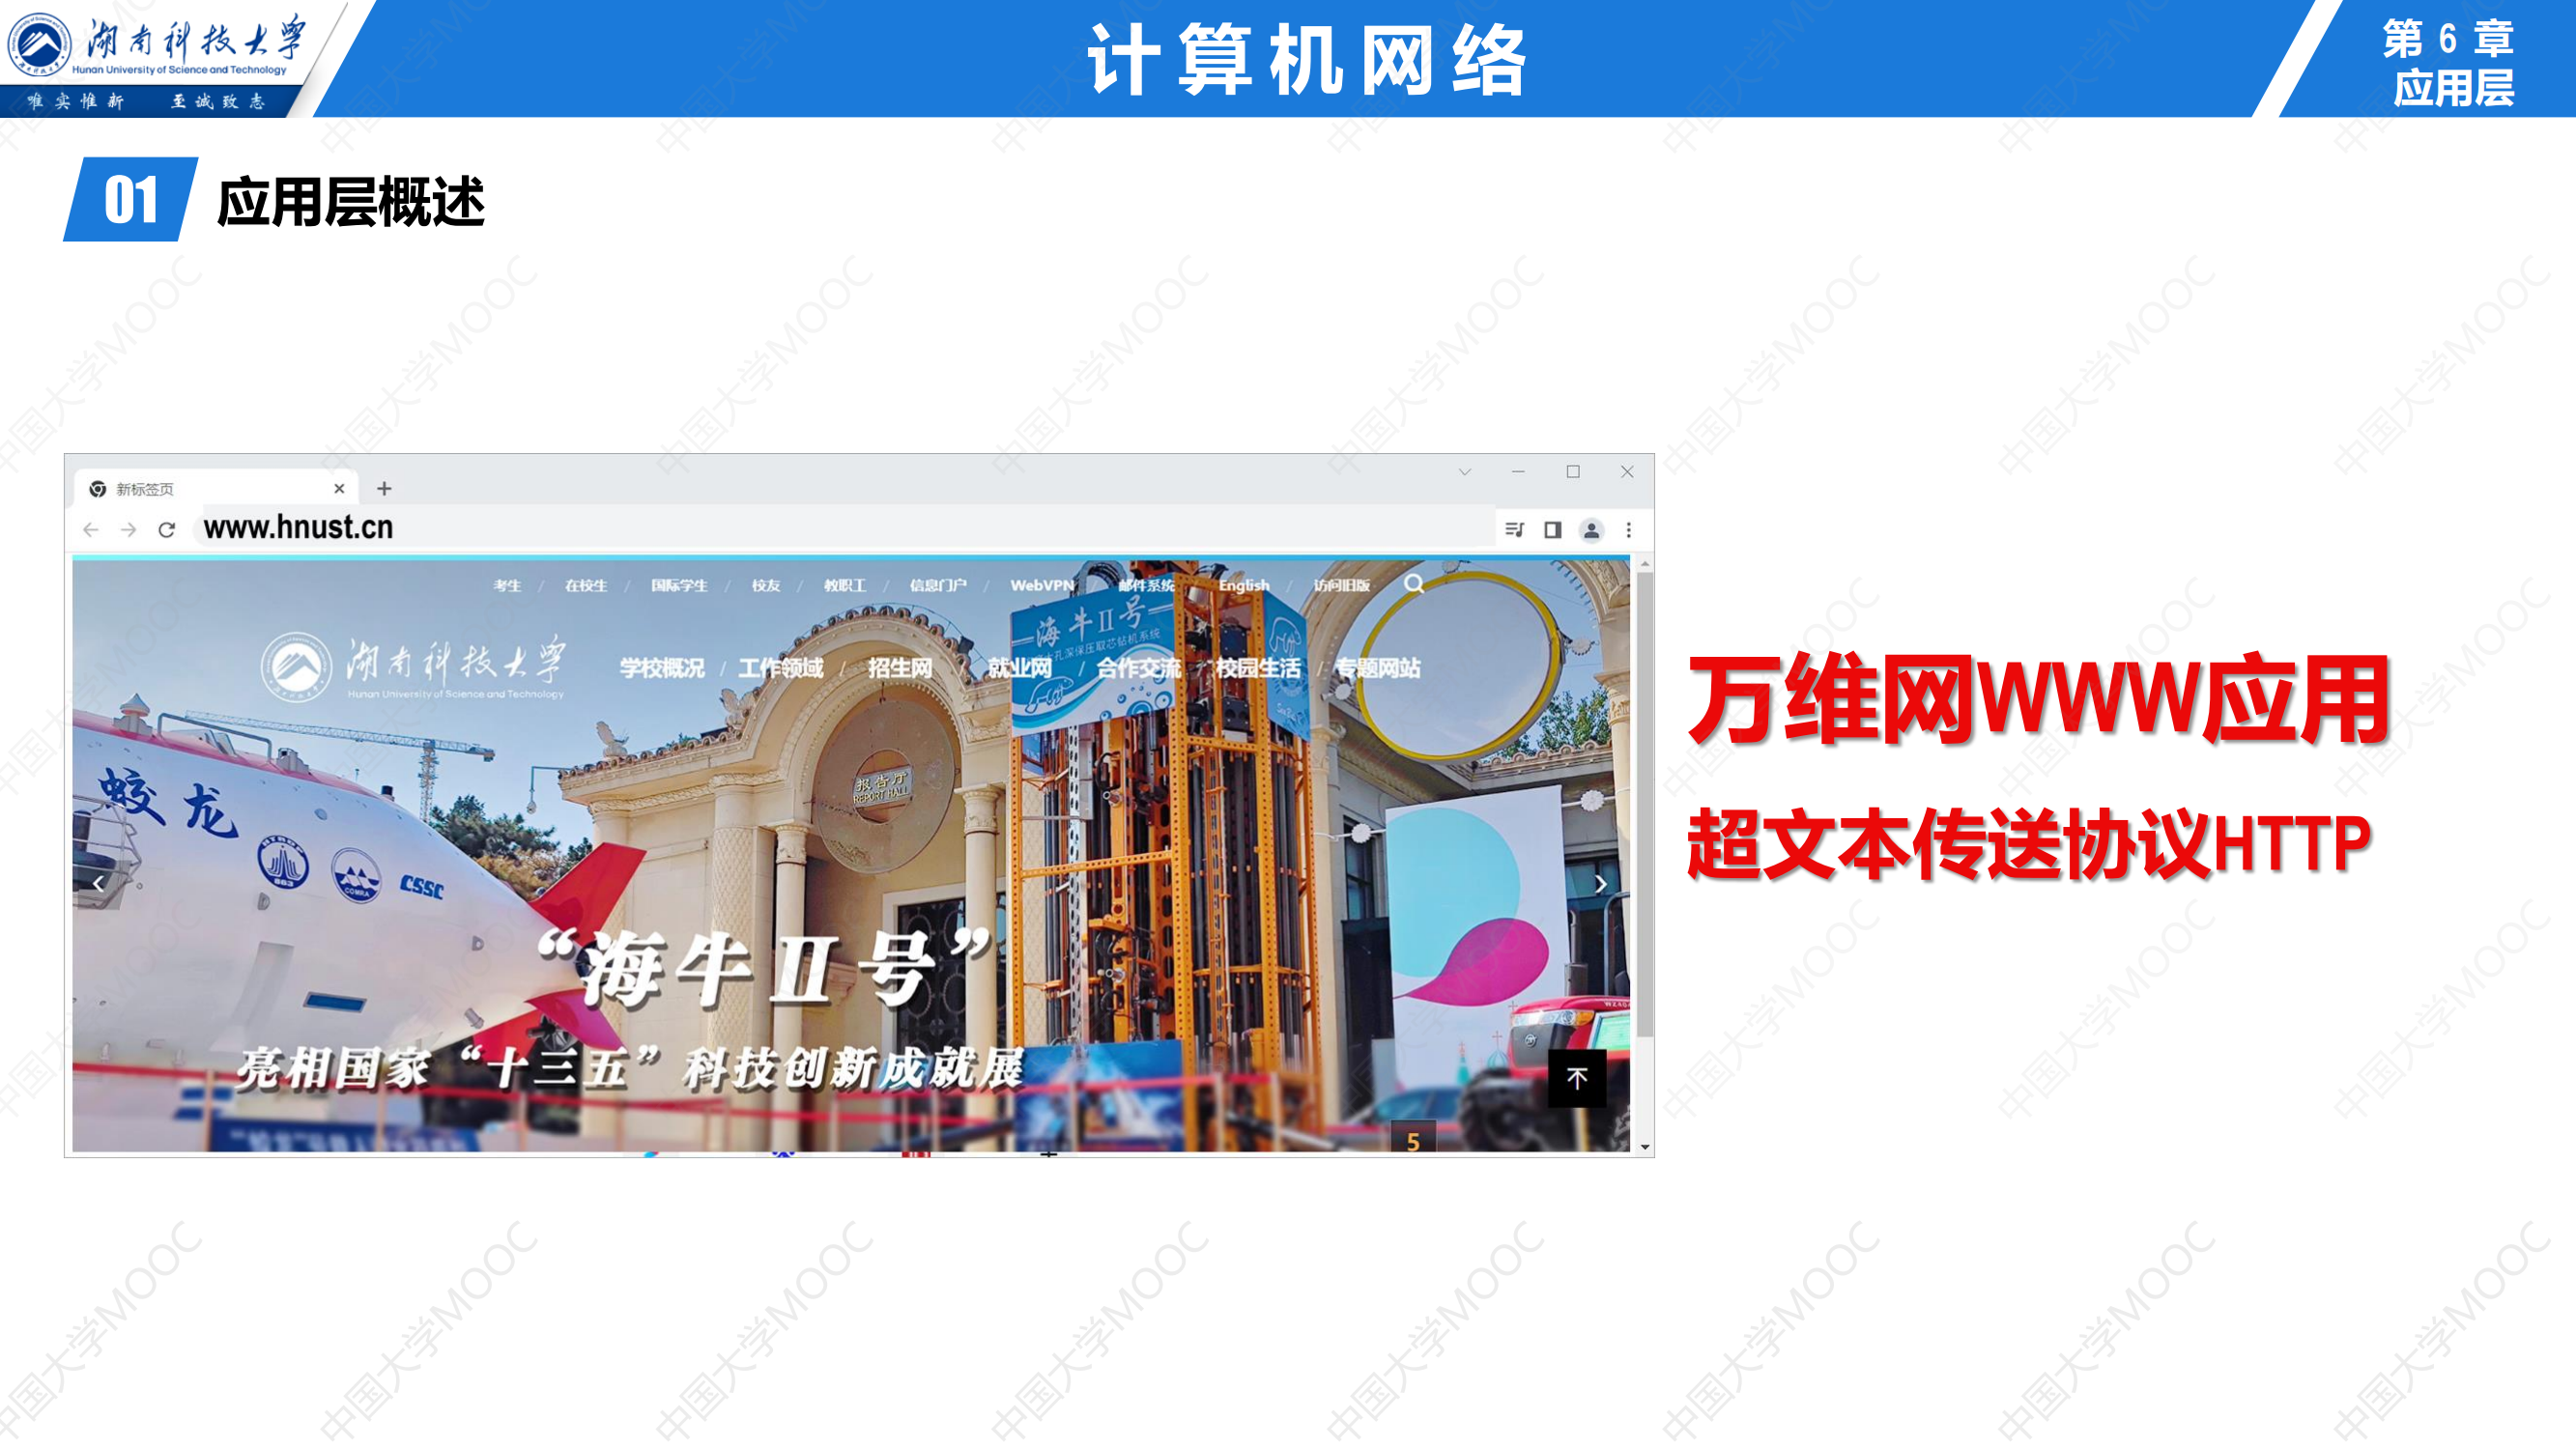 湖南科技大学
Hunan University of Science and Technology
唯实惟新 至诚致志
计算机网络
第 6 章
应用层
01 应用层概述
新标签页
www.hnust.cn
考生 / 在校生 / 国际学生 / 校友 / 教职工 / 信息门户 / WebVPN 邮件系统 English / 访问旧版
海牛Ⅱ号
湖南科技大学
Hunan University of Science and Technology
学校概况 / 工作领域 / 招生网 / 就业网 / 合作交流 / 校园生活 / 专题网站
万维网WWW应用
蛟龙
报告厅
REPORT HALL
超文本传送协议HTTP
863
COMRA
CSSC
“海牛Ⅱ号”
亮相国家“十三五”科技创新成就展
5
中国大学MOOC